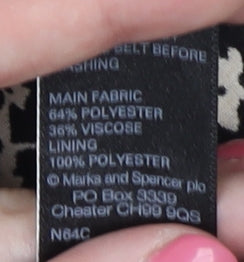 BELT BEFORE
WASHING
MAIN FABRIC
64% POLYESTER
36% VISCOSE
LINING
100% POLYESTER
© Marks and Spencer plc
PO Box 3339
Chester CH99 9QS
N64C